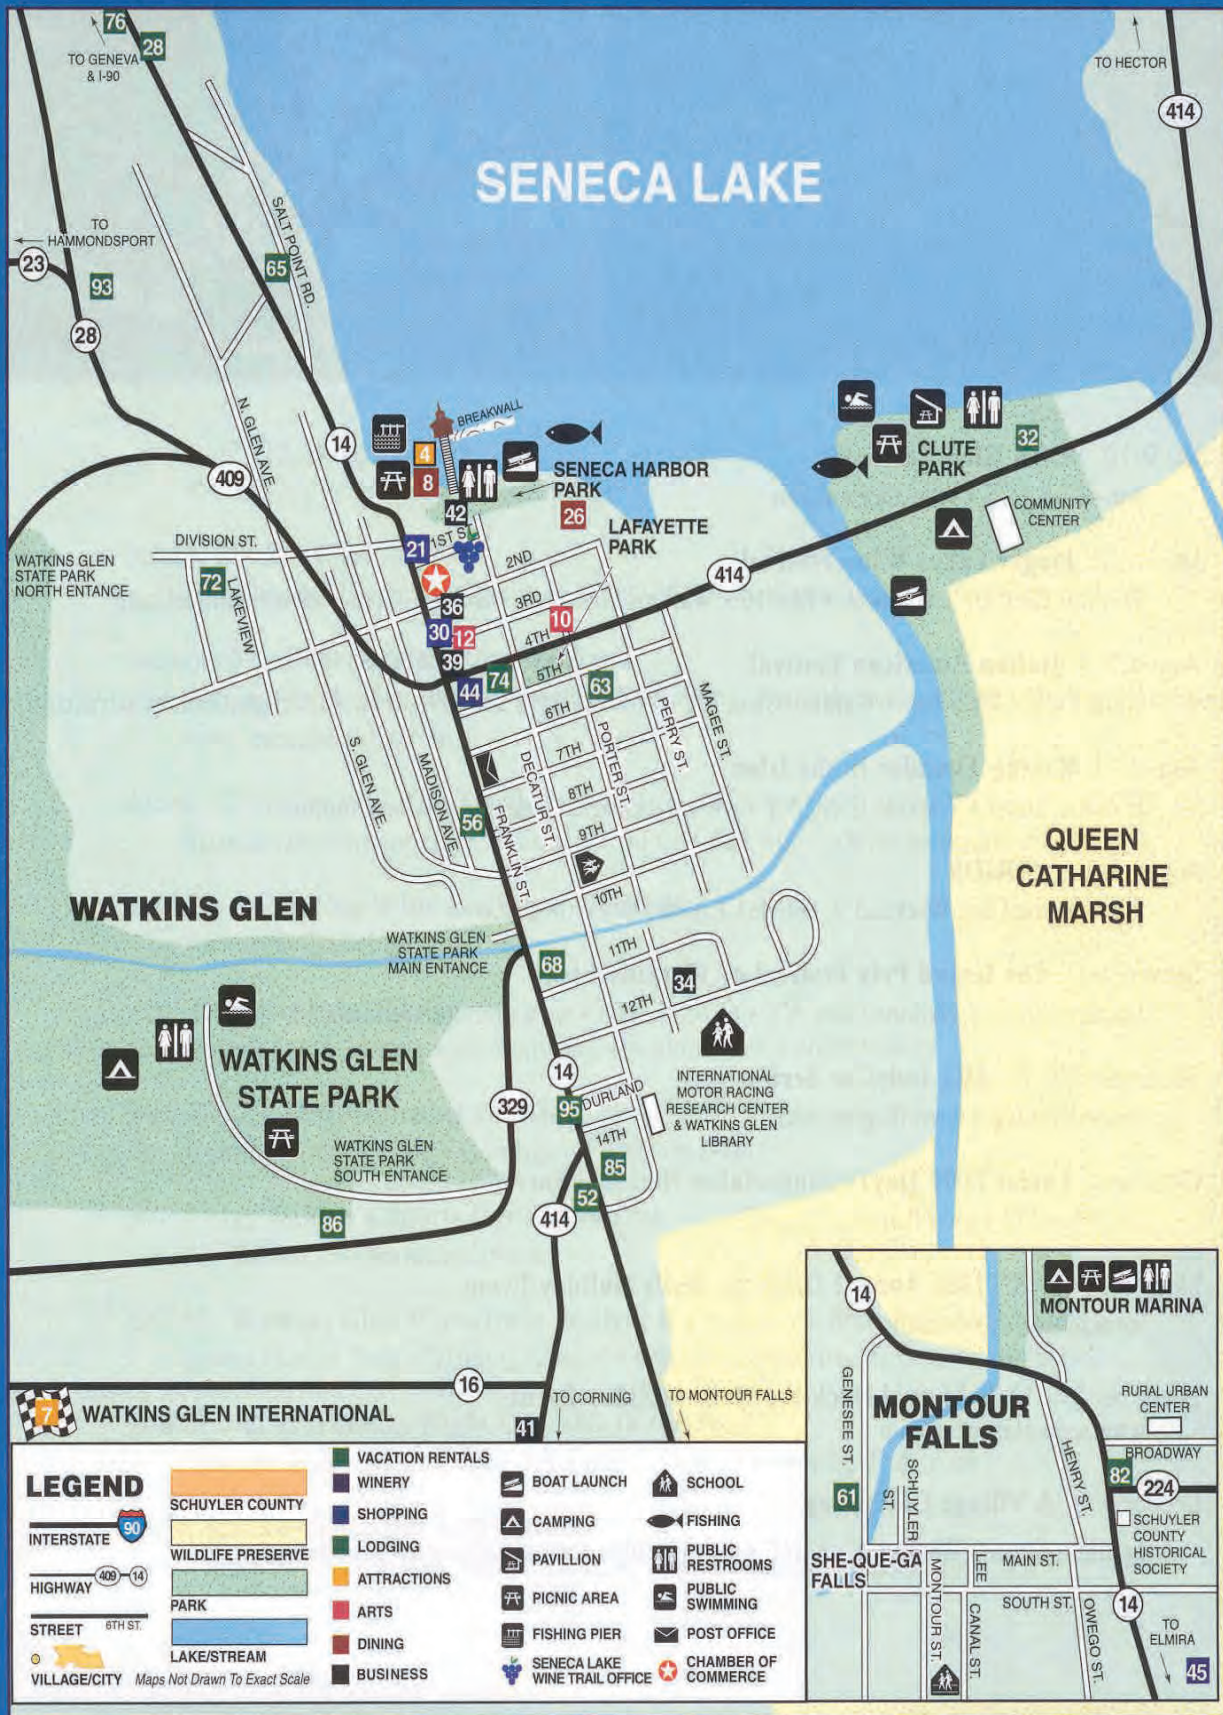 76
28
TO GENEVA
& I-90
TO HECTOR
414
SENECA LAKE
TO
HAMMONDSPORT
23
93
28
SALT POINT RD.
65
N. GLEN AVE.
14
409
BREAKWALL
4
8
42
SENECA HARBOR
PARK
26
LAFAYETTE
PARK
CLUTE
PARK
32
COMMUNITY
CENTER
414
WATKINS GLEN
STATE PARK
NORTH ENTRANCE
DIVISION ST.
72
LAKEVIEW
21
1ST ST.
2ND
3RD
36
30
12
10
4TH
39
5TH
44
74
63
6TH
7TH
8TH
9TH
10TH
11TH
12TH
MAGEE ST.
PERRY ST.
PORTER ST.
DECATUR ST.
FRANKLIN ST.
MADISON AVE.
S. GLEN AVE.
56
WATKINS GLEN
WATKINS GLEN
STATE PARK
MAIN ENTRANCE
68
34
QUEEN
CATHARINE
MARSH
WATKINS GLEN
STATE PARK
WATKINS GLEN
STATE PARK
SOUTH ENTRANCE
329
14
95
DURLAND
14TH
INTERNATIONAL
MOTOR RACING
RESEARCH CENTER
& WATKINS GLEN
LIBRARY
85
52
414
86
16
7
WATKINS GLEN INTERNATIONAL
41
TO CORNING
TO MONTOUR FALLS
LEGEND
INTERSTATE
90
HIGHWAY
409
14
STREET
6TH ST.
VILLAGE/CITY
Maps Not Drawn To Exact Scale
SCHUYLER COUNTY
WILDLIFE PRESERVE
PARK
LAKE/STREAM
VACATION RENTALS
WINERY
SHOPPING
LODGING
ATTRACTIONS
ARTS
DINING
BUSINESS
BOAT LAUNCH
CAMPING
PAVILLION
PICNIC AREA
FISHING PIER
SENECA LAKE
WINE TRAIL OFFICE
SCHOOL
FISHING
PUBLIC
RESTROOMS
PUBLIC
SWIMMING
POST OFFICE
CHAMBER OF
COMMERCE
14
MONTOUR MARINA
GENESEE ST.
MONTOUR
FALLS
RURAL URBAN
CENTER
BROADWAY
HENRY ST.
82
224
61
SCHUYLER
ST.
SCHUYLER
COUNTY
HISTORICAL
SOCIETY
SHE-QUE-GA
FALLS
LEE
MAIN ST.
SOUTH ST.
MONTOUR ST.
CANAL ST.
OWEGO ST.
14
TO
ELMIRA
45